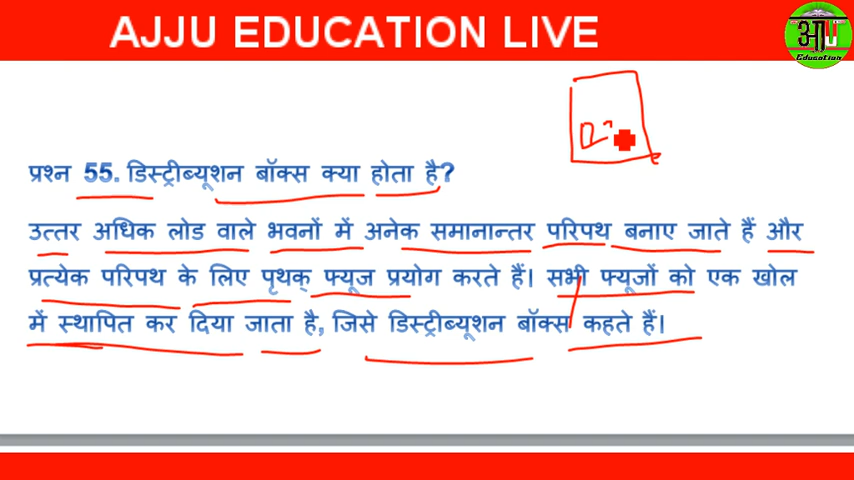 AJJU EDUCATION LIVE
Education
प्रश्न 55. डिस्ट्रीब्यूशन बॉक्स क्या होता है?
उत्तर अधिक लोड वाले भवनों में अनेक समानान्तर परिपथ बनाए जाते हैं और
प्रत्येक परिपथ के लिए पृथक् फ्यूज प्रयोग करते हैं। सभी फ्यूजों को एक खोल
में स्थापित कर दिया जाता है, जिसे डिस्ट्रीब्यूशन बॉक्स कहते हैं।